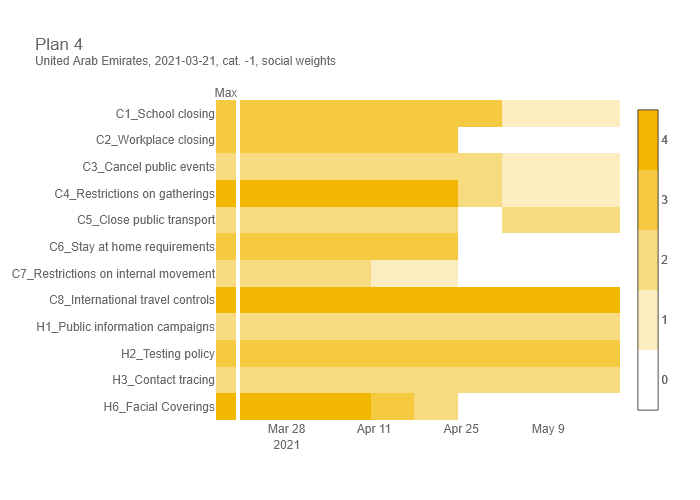 Plan 4
United Arab Emirates, 2021-03-21, cat. -1, social weights
Max
C1_School closing
C2_Workplace closing
C3_Cancel public events
C4_Restrictions on gatherings
C5_Close public transport
C6_Stay at home requirements
C7_Restrictions on internal movement
C8_International travel controls
H1_Public information campaigns
H2_Testing policy
H3_Contact tracing
H6_Facial Coverings
Mar 28 Apr 11 Apr 25 May 9
2021
4
3
2
1
0